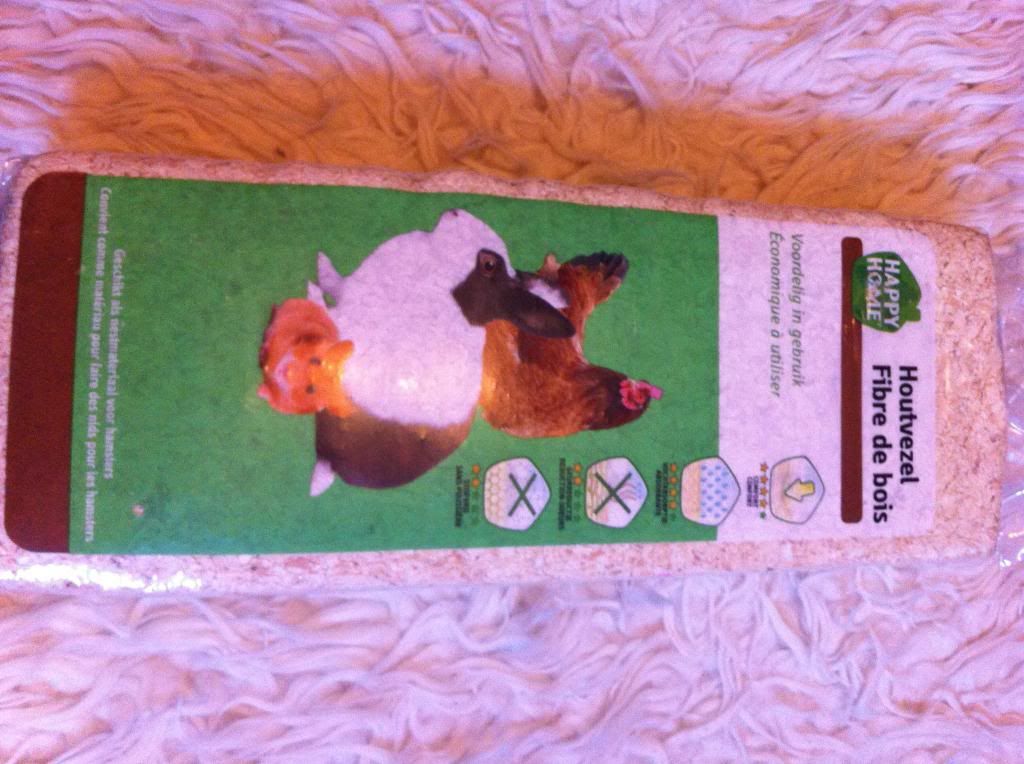 HAPPY
HOME
Houtvezel
Fibre de bois
Voordelig in gebruik
Économique à utiliser
COMFORT
Geschikt als nestmateriaal voor hamsters
Convient comme matériau pour faire des nids pour les hamsters